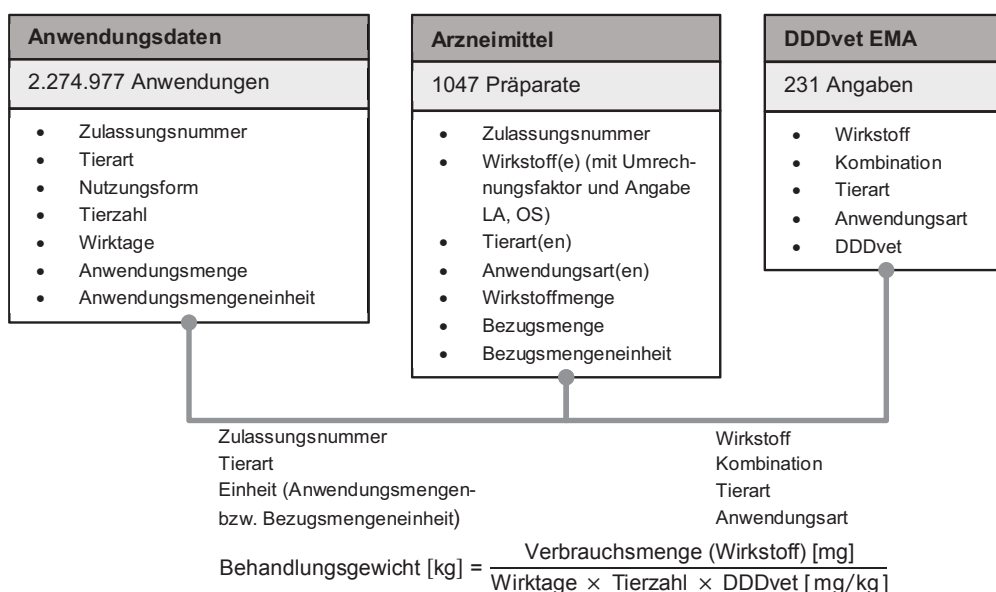 Anwendungsdaten
2.274.977 Anwendungen
• Zulassungsnummer
• Tierart
• Nutzungsform
• Tierzahl
• Wirktage
• Anwendungsmenge
• Anwendungsmengeneinheit
Arzneimittel
1047 Präparate
• Zulassungsnummer
• Wirkstoff(e) (mit Umrech-
nungsfaktor und Angabe
LA, OS)
• Tierart(en)
• Anwendungsart(en)
• Wirkstoffmenge
• Bezugsmenge
• Bezugsmengeneinheit
DDDvet EMA
231 Angaben
• Wirkstoff
• Kombination
• Tierart
• Anwendungsart
• DDDvet
Zulassungsnummer
Tierart
Einheit (Anwendungsmengen-
bzw. Bezugsmengeneinheit)
Wirkstoff
Kombination
Tierart
Anwendungsart
Behandlungsgewicht [kg] =
Verbrauchsmenge (Wirkstoff) [mg]
Wirktage × Tierzahl × DDDvet [mg/kg]